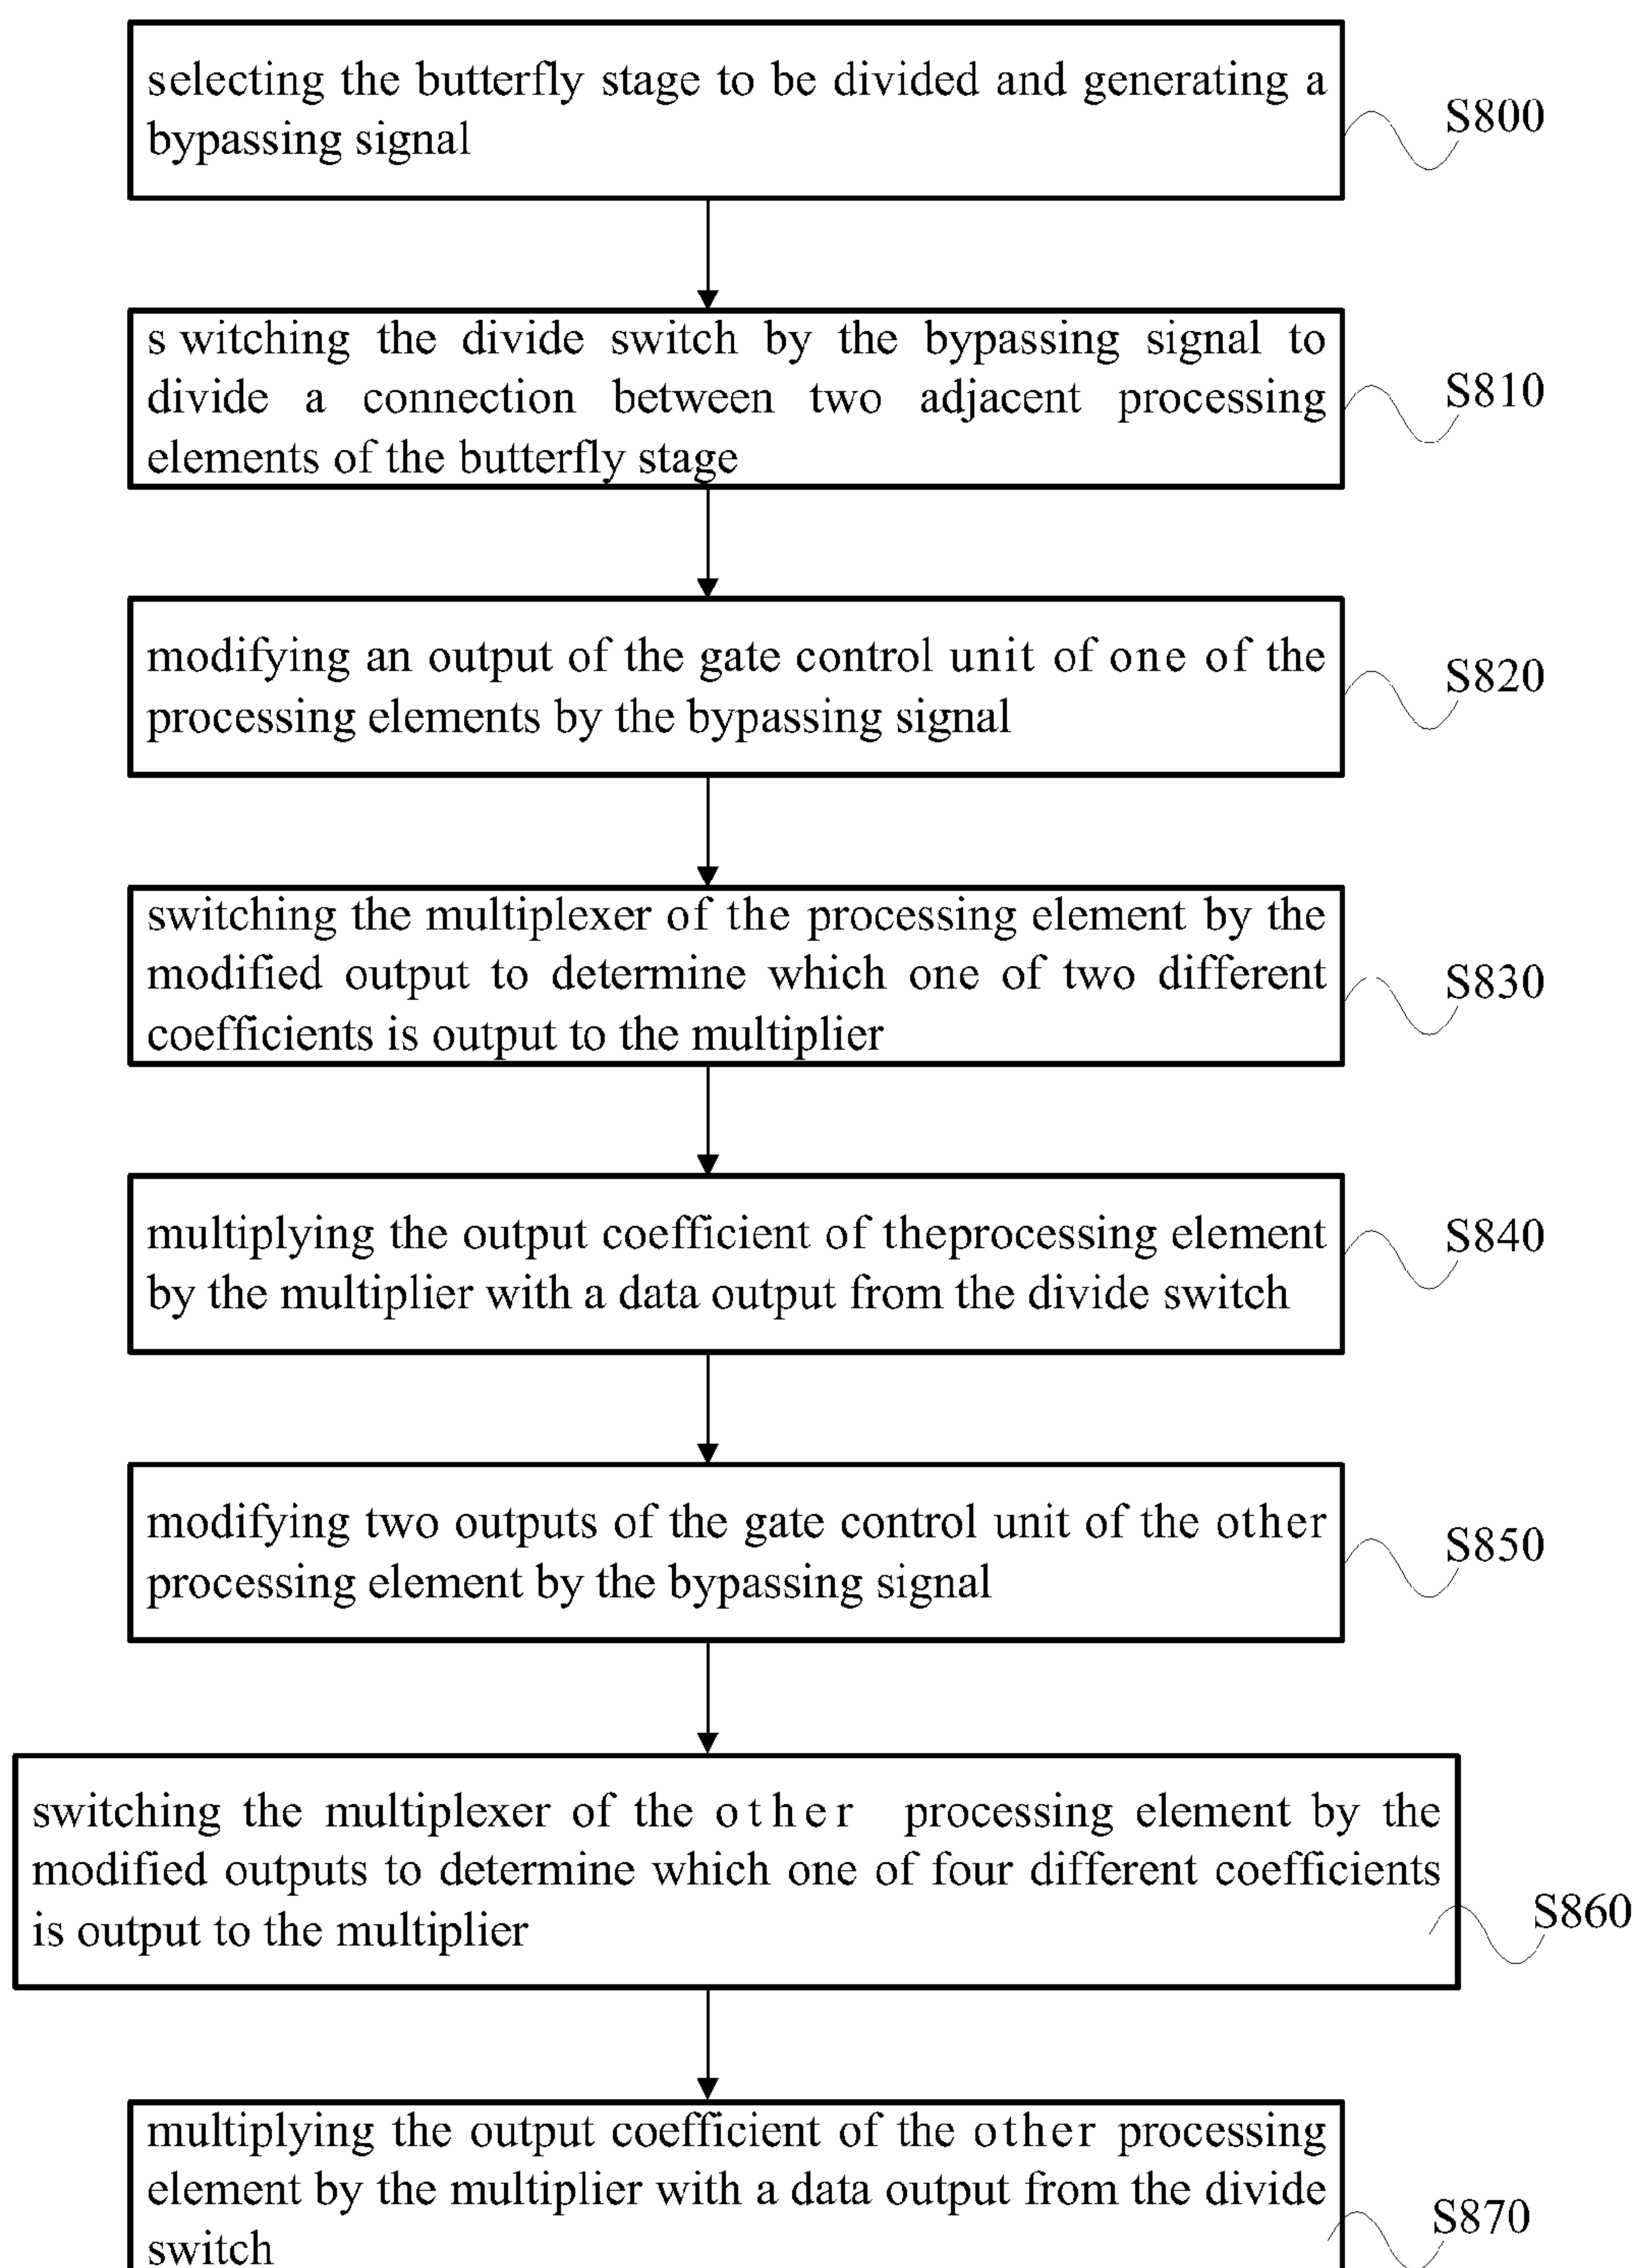 selecting the butterfly stage to be divided and generating a
bypassing signal
S800
s witching the divide switch by the bypassing signal to
divide a connection between two adjacent processing
elements of the butterfly stage
S810
modifying an output of the gate control unit of one of the
processing elements by the bypassing signal
S820
switching the multiplexer of the processing element by the
modified output to determine which one of two different
coefficients is output to the multiplier
S830
multiplying the output coefficient of theprocessing element
by the multiplier with a data output from the divide switch
S840
modifying two outputs of the gate control unit of the other
processing element by the bypassing signal
S850
switching the multiplexer of the other processing element by the
modified outputs to determine which one of four different coefficients
is output to the multiplier
S860
multiplying the output coefficient of the other processing
element by the multiplier with a data output from the divide
switch
S870